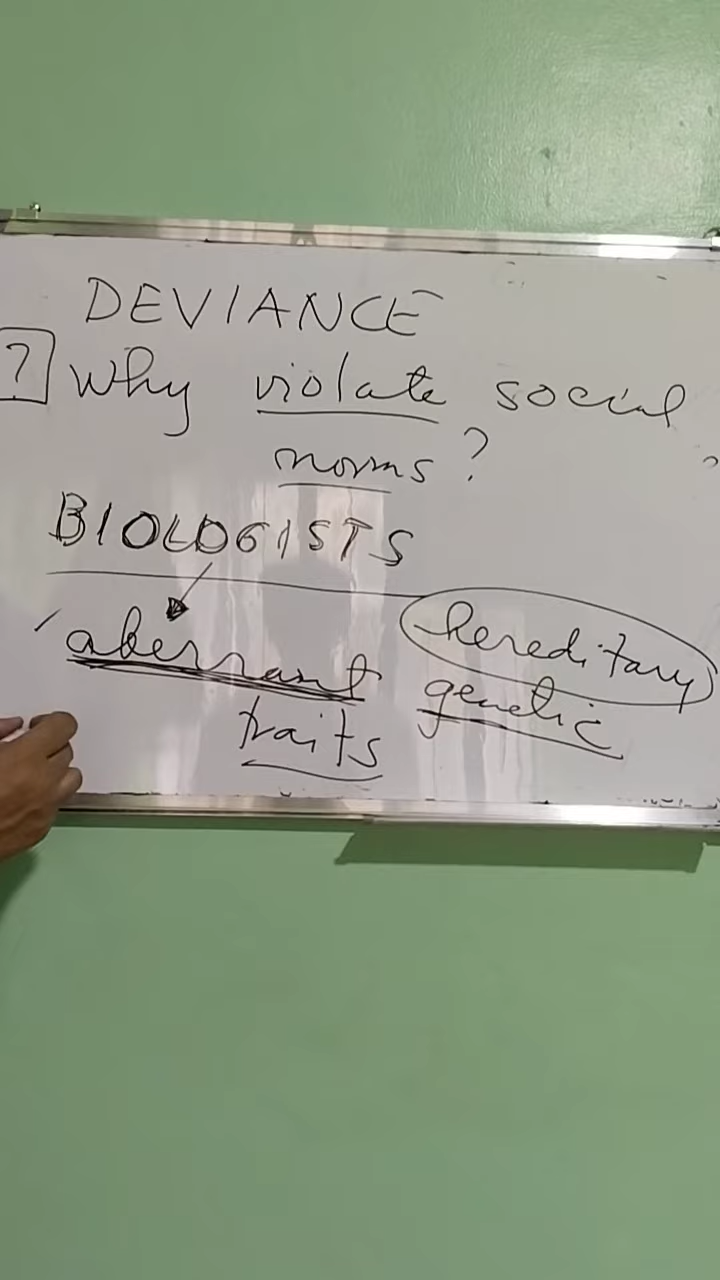 DEVIANCE
? Why violate social
norms?
BIOLOGISTS
aberrant hereditary
traits genetic